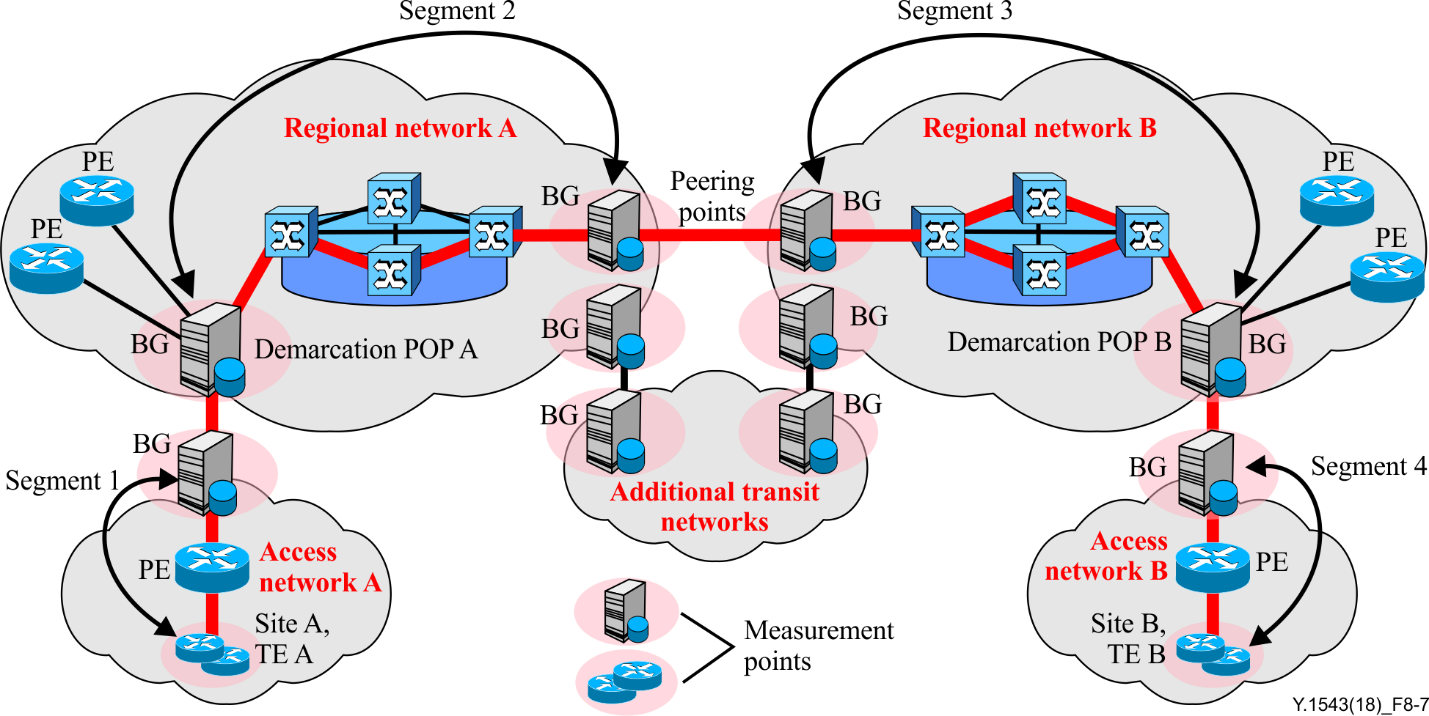 Segment 2
Segment 3
Regional network A
Regional network B
PE
PE
PE
PE
BG
Peering
points
BG
BG
BG
BG
Demarcation POP A
Demarcation POP B
BG
BG
BG
BG
BG
Segment 1
Segment 4
Additional transit
networks
PE
Access
network A
Access
network B
PE
Site A,
TE A
Site B,
TE B
Measurement
points
Y.1543(18)_F8-7